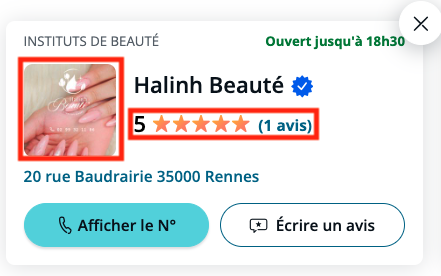 INSTITUTS DE BEAUTÉ
Ouvert jusqu'à 18h30
Halinh Beauté
5 (1 avis)
20 rue Baudrairie 35000 Rennes
Afficher le N°
Écrire un avis